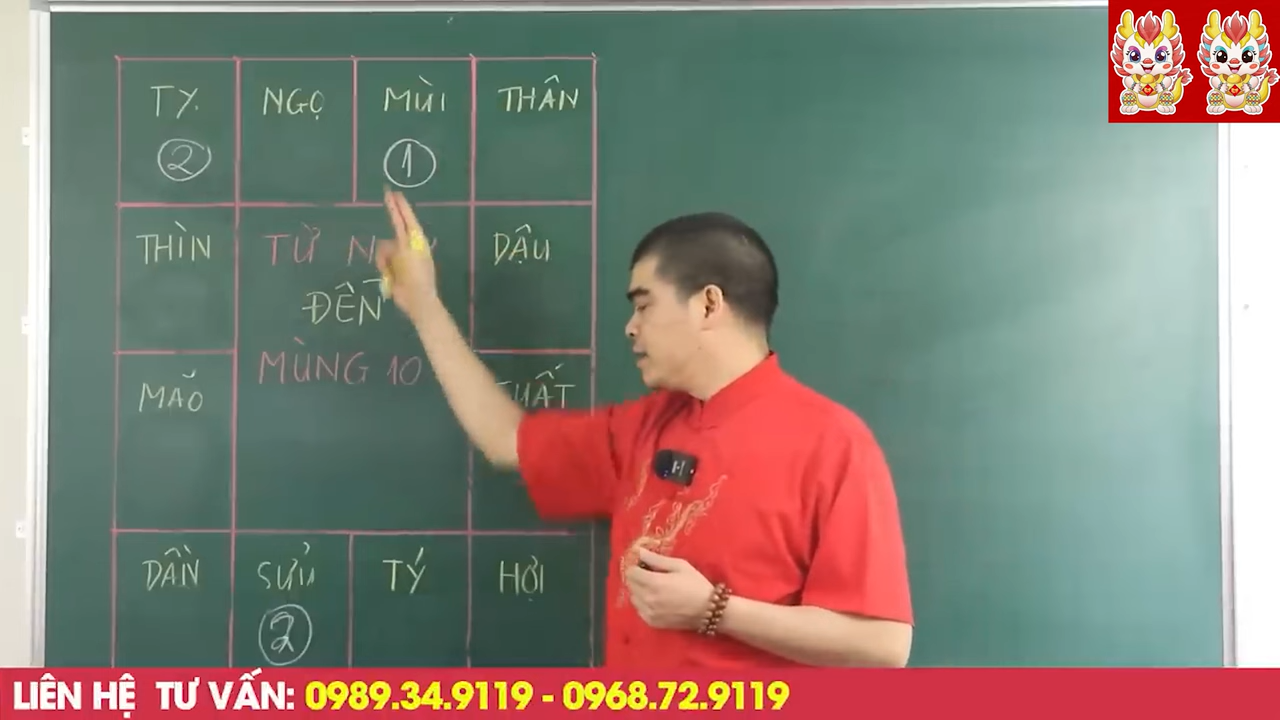 TỴ NGỌ MÙI THÂN
2 1
THÌN TỪ DẬU
ĐẾN
MÙNG 10
MÃO
DẦN SỬU TÝ HỢI
2
LIÊN HỆ TƯ VẤN: 0989.34.9119 - 0968.72.9119